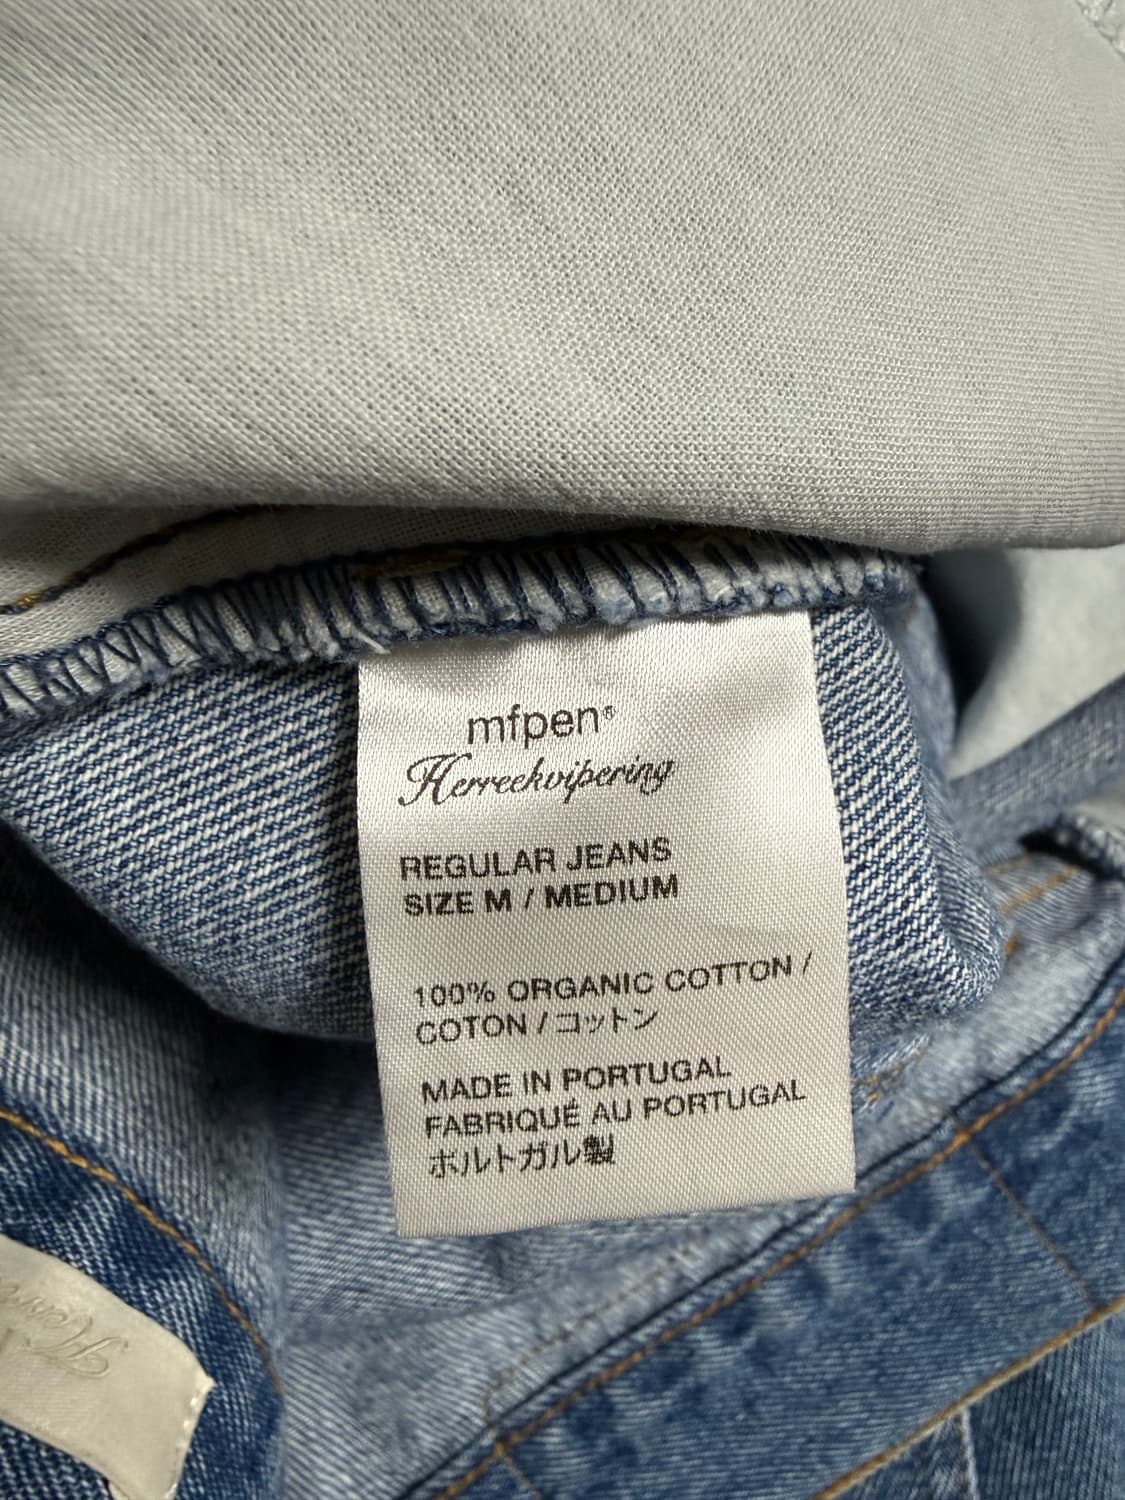 mfpen®
Herreekvipering
REGULAR JEANS
SIZE M / MEDIUM
100% ORGANIC COTTON /
COTON / コットン
MADE IN PORTUGAL
FABRIQUÉ AU PORTUGAL
ポルトガル製